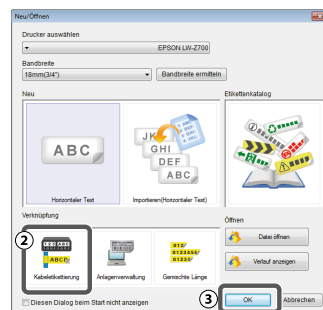 Neu/Öffnen
Drucker auswählen
EPSON LW-Z700
Bandbreite
18mm(3/4") Bandbreite ermitteln
Neu Etikettenkatalog
ABC
JK
GHI
DEF
ABC
Horizontaler Text Importieren(Horizontaler Text)
Verknüpfung Öffnen
2
ABCD
012/
0123456/
01230/
Datei öffnen
Verlauf anzeigen
Kabeletikettierung Anlagenverwaltung Gemischte Länge
Diesen Dialog beim Start nicht anzeigen 3 OK Abbrechen